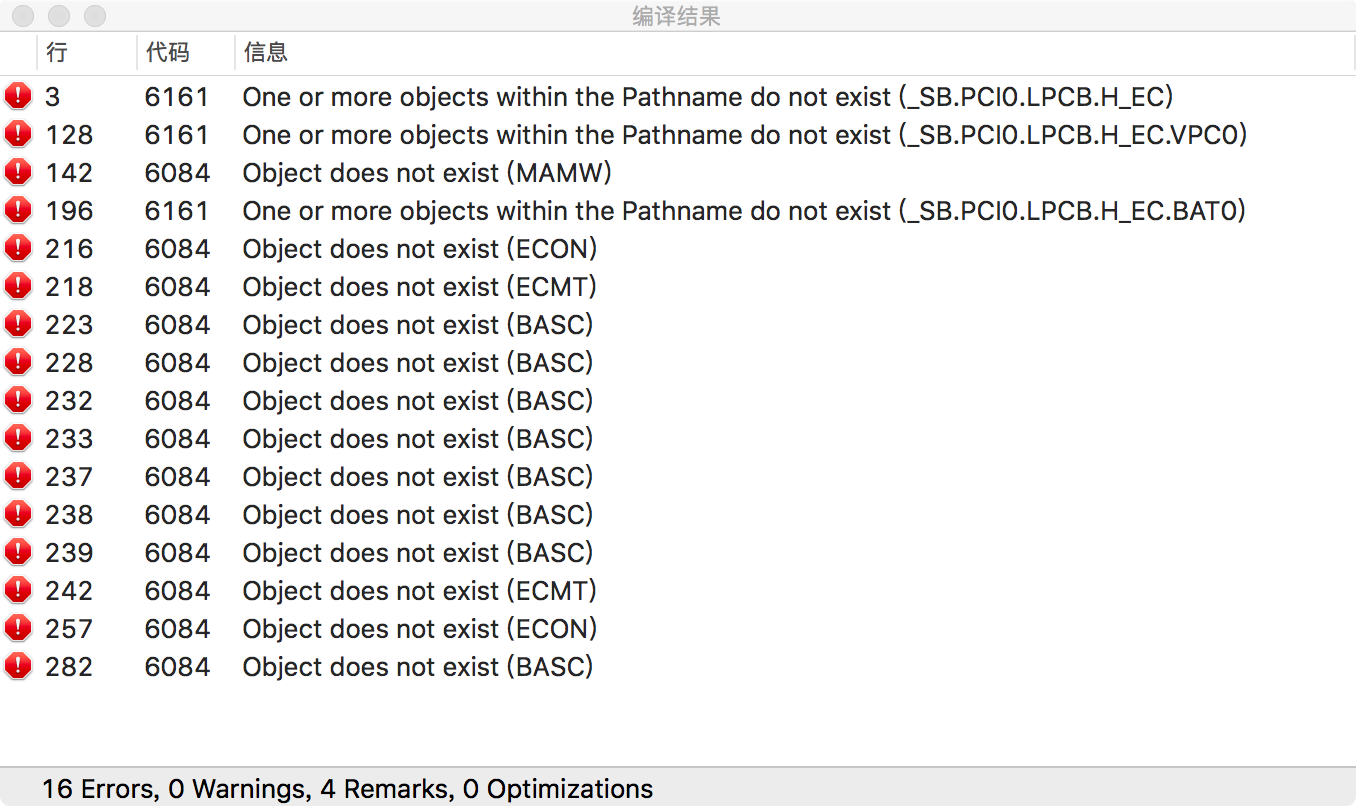 编译结果
行 代码 信息
3 6161 One or more objects within the Pathname do not exist (_SB.PCI0.LPCB.H_EC)
128 6161 One or more objects within the Pathname do not exist (_SB.PCI0.LPCB.H_EC.VPC0)
142 6084 Object does not exist (MAMW)
196 6161 One or more objects within the Pathname do not exist (_SB.PCI0.LPCB.H_EC.BAT0)
216 6084 Object does not exist (ECON)
218 6084 Object does not exist (ECMT)
223 6084 Object does not exist (BASC)
228 6084 Object does not exist (BASC)
232 6084 Object does not exist (BASC)
233 6084 Object does not exist (BASC)
237 6084 Object does not exist (BASC)
238 6084 Object does not exist (BASC)
239 6084 Object does not exist (BASC)
242 6084 Object does not exist (ECMT)
257 6084 Object does not exist (ECON)
282 6084 Object does not exist (BASC)
16 Errors, 0 Warnings, 4 Remarks, 0 Optimizations